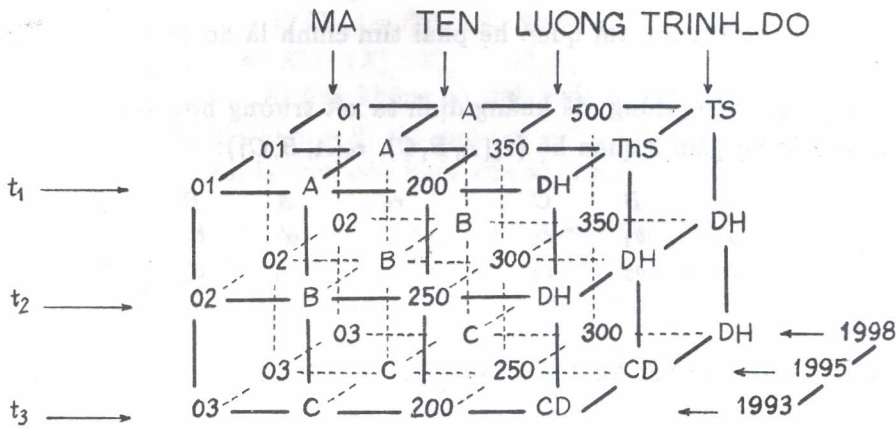 MA TEN LUONG TRINH_DO
01 A 500 TS
01 A 350 ThS
t₁ 01 A 200 DH
02 B 350 DH
02 B 300 DH
t₂ 02 B 250 DH
03 C 300 DH 1998
03 C 250 CD 1995
t₃ 03 C 200 CD 1993